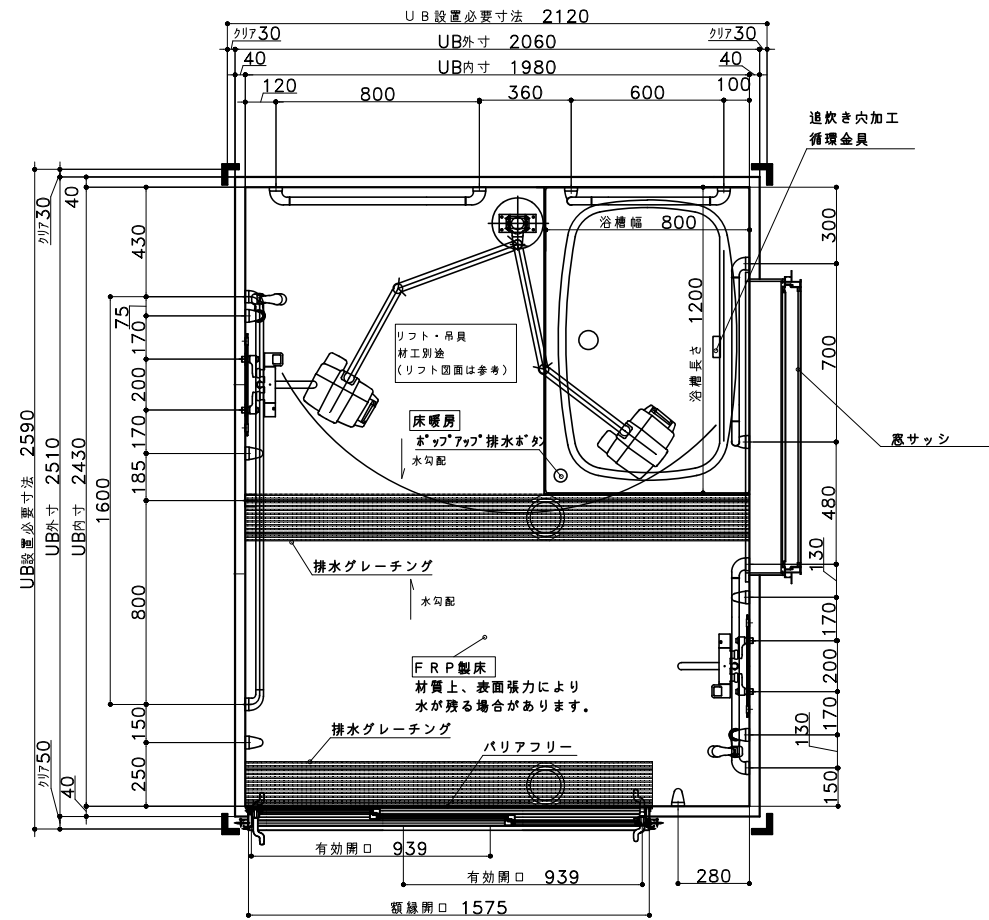 ＵＢ設置必要寸法 2120
クリア30
UB外寸 2060
クリア30
40
UB内寸 1980
40
120
800
360
600
100
追炊き穴加工
循環金具
窓サッシ
浴槽幅 800
浴槽長さ 1200
リフト・吊具
材工別途
(リフト図面は参考)
床暖房
ポップアップ排水ボタン
水勾配
排水グレーチング
水勾配
ＦＲＰ製床
材質上、表面張力により
水が残る場合があります。
排水グレーチング
バリアフリー
UB設置必要寸法 2590
クリア30
UB外寸 2510
クリア50
40
UB内寸 2430
40
1600
75
430
170
200
170
185
800
150
250
300
700
480
130
170
200
170
130
150
有効開口 939
有効開口 939
280
額縁開口 1575